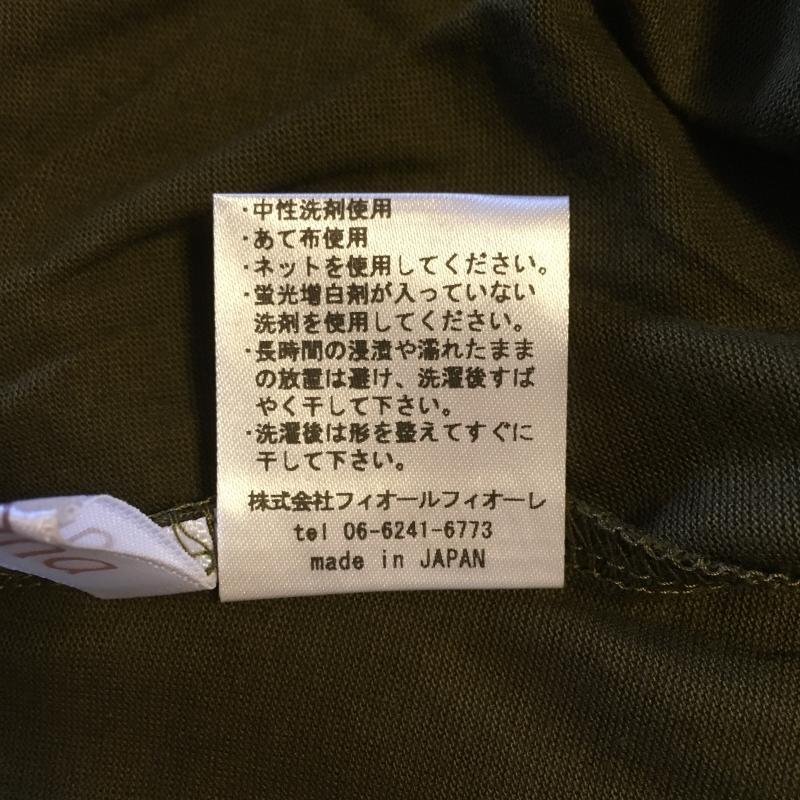 ・中性洗剤使用
・あて布使用
・ネットを使用してください。
・蛍光増白剤が入っていない
洗剤を使用してください。
・長時間の浸漬や濡れたまま
の放置は避け、洗濯後すば
やく干して下さい。
・洗濯後は形を整えてすぐに
干して下さい。
株式会社フィオールフィオーレ
tel 06-6241-6773
made in JAPAN